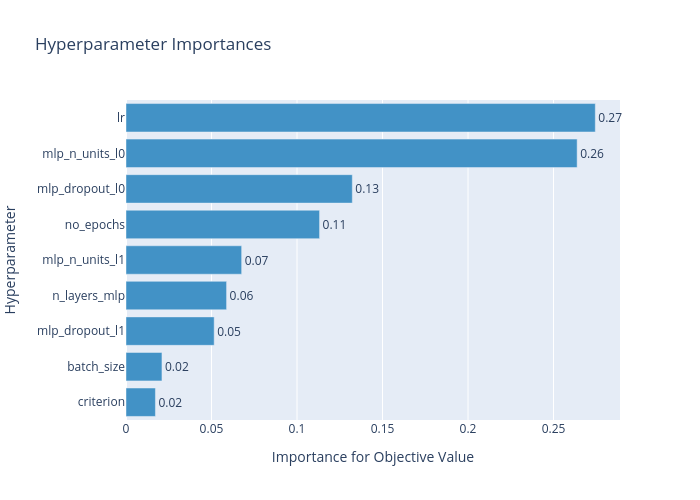 Hyperparameter Importances
Hyperparameter
lr 0.27
mlp_n_units_l0 0.26
mlp_dropout_l0 0.13
no_epochs 0.11
mlp_n_units_l1 0.07
n_layers_mlp 0.06
mlp_dropout_l1 0.05
batch_size 0.02
criterion 0.02
0 0.05 0.1 0.15 0.2 0.25
Importance for Objective Value